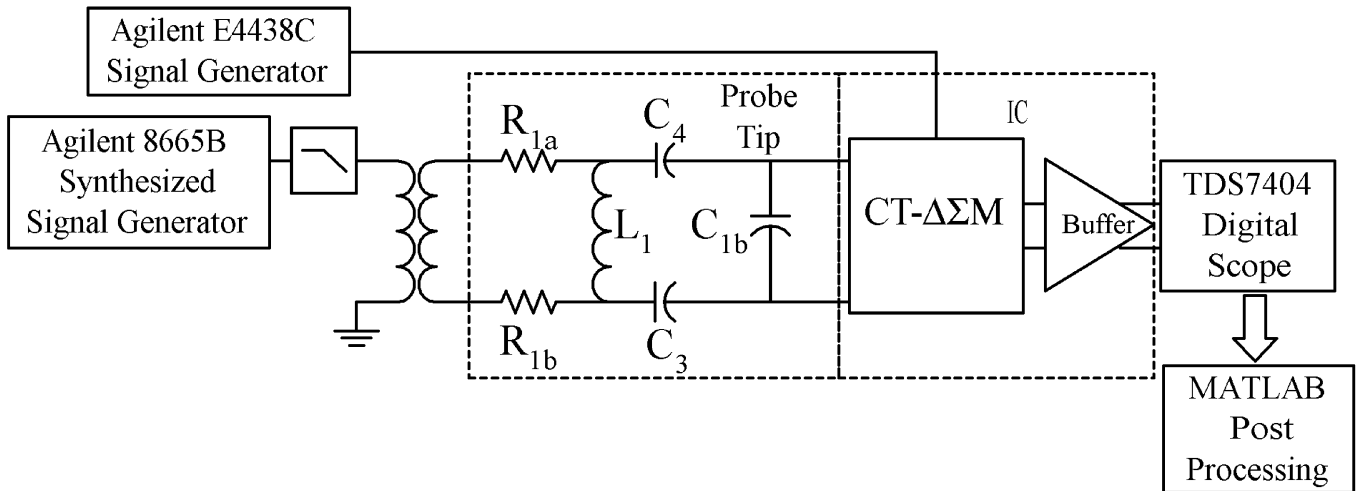 Agilent E4438C
Signal Generator
Agilent 8665B
Synthesized
Signal Generator
R1a
C4
Probe
Tip
IC
L1
C1b
R1b
C3
CT-ΔΣM
Buffer
TDS7404
Digital
Scope
MATLAB
Post
Processing